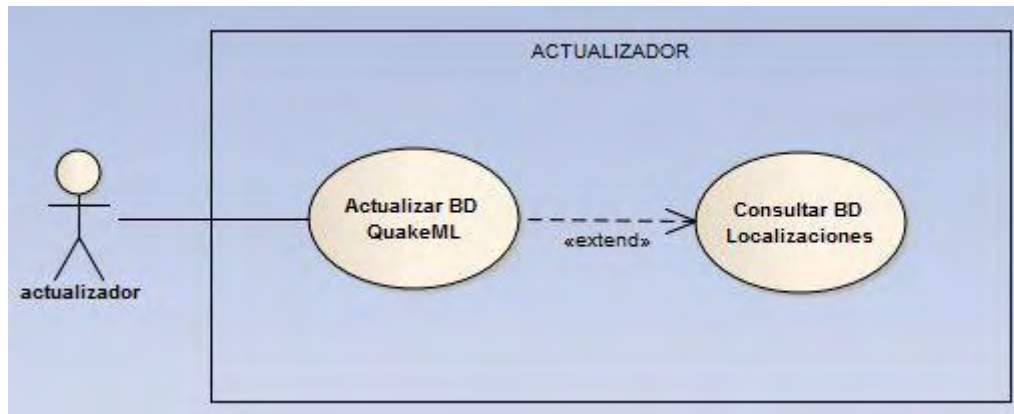 ACTUALIZADOR
actualizador
Actualizar BD
QuakeML
«extend»
Consultar BD
Localizaciones